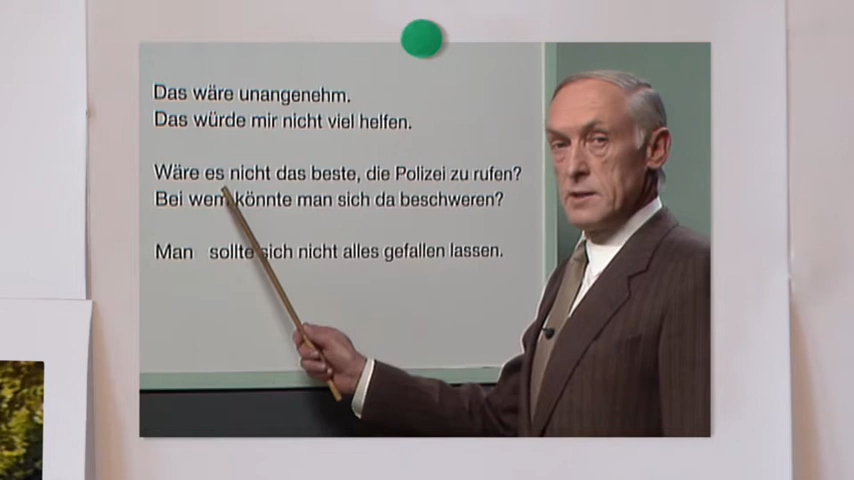 Das wäre unangenehm.
Das würde mir nicht viel helfen.
Wäre es nicht das beste, die Polizei zu rufen?
Bei wem könnte man sich da beschweren?
Man sollte sich nicht alles gefallen lassen.